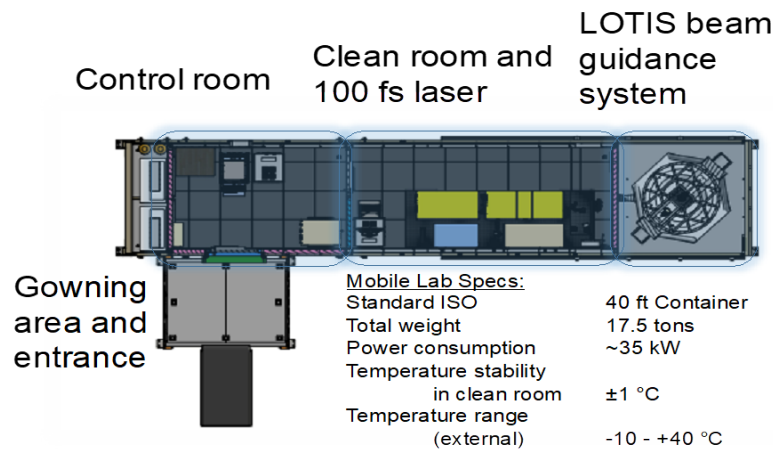 Control room
Clean room and
100 fs laser
LOTIS beam
guidance
system
Gowning
area and
entrance
Mobile Lab Specs:
Standard ISO 40 ft Container
Total weight 17.5 tons
Power consumption ~35 kW
Temperature stability
in clean room ±1 °C
Temperature range
(external) -10 - +40 °C